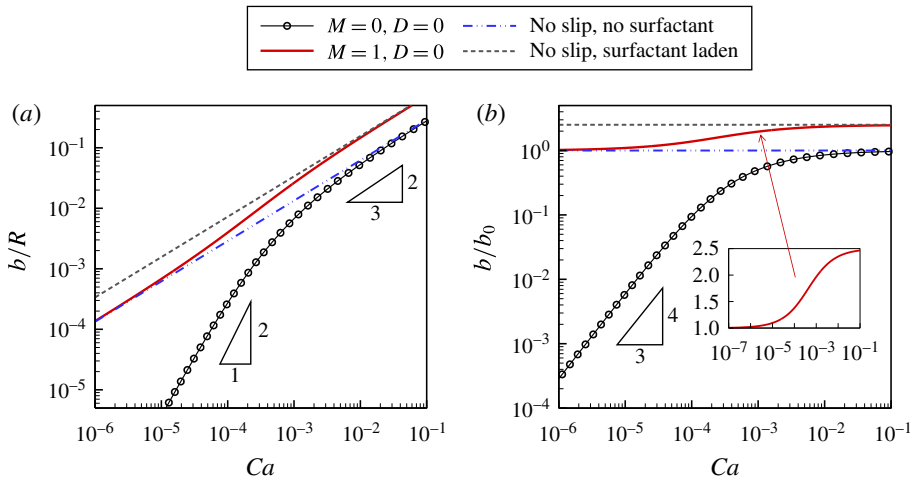 M = 0, D = 0
No slip, no surfactant
M = 1, D = 0
No slip, surfactant laden
(a)
10⁻¹
10⁻²
10⁻³
10⁻⁴
10⁻⁵
b/R
2
3
2
1
10⁻⁶ 10⁻⁵ 10⁻⁴ 10⁻³ 10⁻² 10⁻¹
Ca
(b)
10⁰
10⁻¹
10⁻²
10⁻³
10⁻⁴
b/b₀
4
3
2.5
2.0
1.5
1.0
10⁻⁷ 10⁻⁵ 10⁻³ 10⁻¹
10⁻⁶ 10⁻⁵ 10⁻⁴ 10⁻³ 10⁻² 10⁻¹
Ca